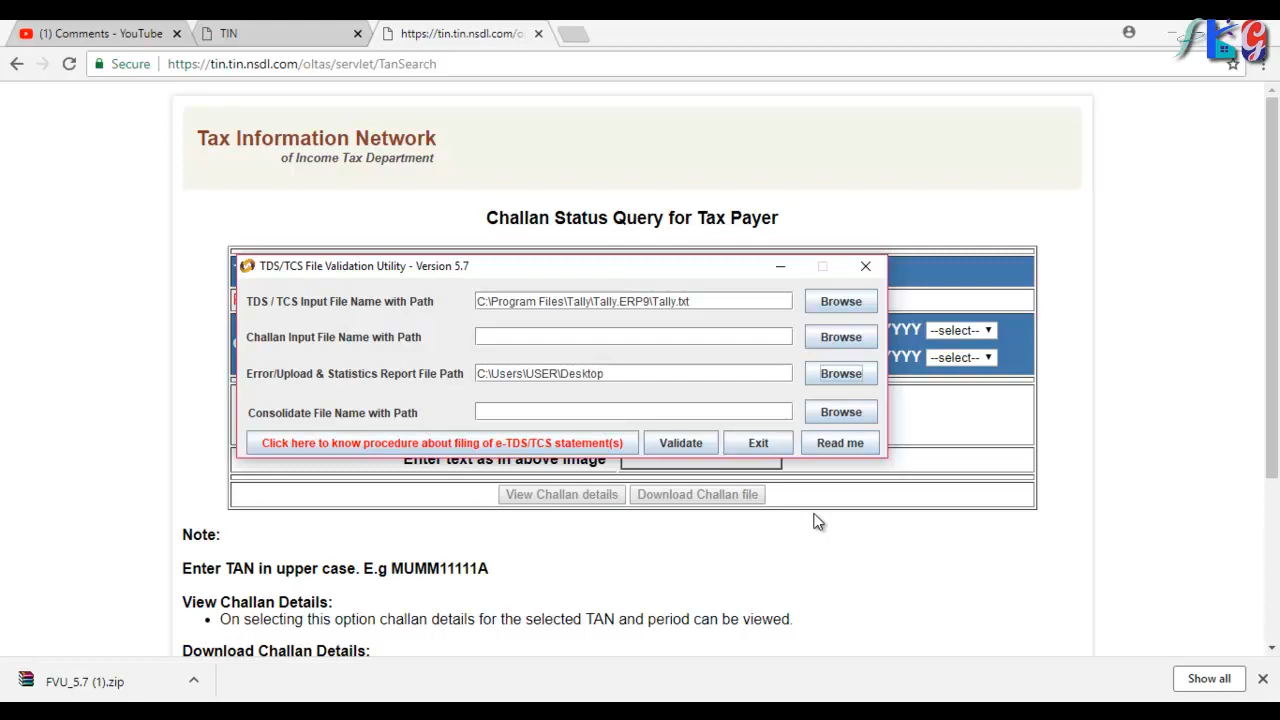 (1) Comments - YouTube
TIN
https://tin.tin.nsdl.com/o
Secure
https://tin.tin.nsdl.com/oltas/servlet/TanSearch
Tax Information Network
of Income Tax Department
Challan Status Query for Tax Payer
TDS/TCS File Validation Utility - Version 5.7
TDS / TCS Input File Name with Path
C:\Program Files\Tally\Tally.ERP9\Tally.txt
Browse
Challan Input File Name with Path
Browse
YYYY
--select--
Error/Upload & Statistics Report File Path
C:\Users\USER\Desktop
Browse
YYYY
--select--
Consolidate File Name with Path
Browse
Click here to know procedure about filing of e-TDS/TCS statement(s)
Validate
Exit
Read me
Enter text as in above image
View Challan details
Download Challan file
Note:
Enter TAN in upper case. E.g MUMM11111A
View Challan Details:
• On selecting this option challan details for the selected TAN and period can be viewed.
Download Challan Details:
FVU_5.7 (1).zip
Show all